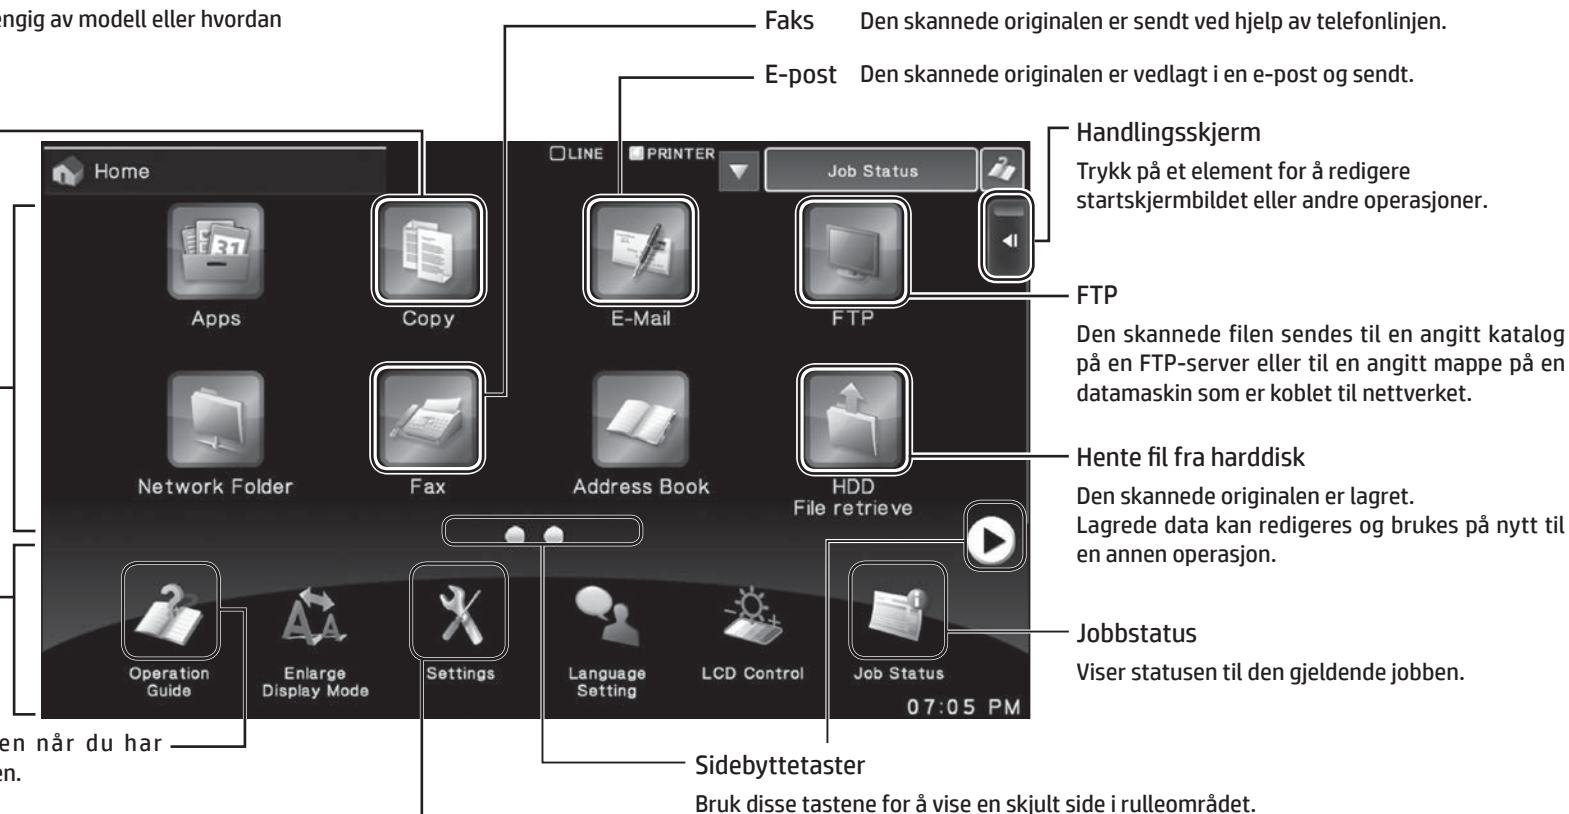 engig av modell eller hvordan
Faks Den skannede originalen er sendt ved hjelp av telefonlinjen.
E-post Den skannede originalen er vedlagt i en e-post og sendt.
Handlingsskjerm
Trykk på et element for å redigere
startskjermbildet eller andre operasjoner.
Home
LINE PRINTER
Job Status
31
Apps
Copy
E-Mail
FTP
FTP
Den skannede filen sendes til en angitt katalog
på en FTP-server eller til en angitt mappe på en
datamaskin som er koblet til nettverket.
Network Folder
Fax
Address Book
HDD
File retrieve
Hente fil fra harddisk
Den skannede originalen er lagret.
Lagrede data kan redigeres og brukes på nytt til
en annen operasjon.
Operation
Guide
Enlarge
Display Mode
Settings
Language
Setting
LCD Control
Job Status
07:05 PM
Jobbstatus
Viser statusen til den gjeldende jobben.
en når du har
en.
Sidebyttetaster
Bruk disse tastene for å vise en skjult side i rulleområdet.